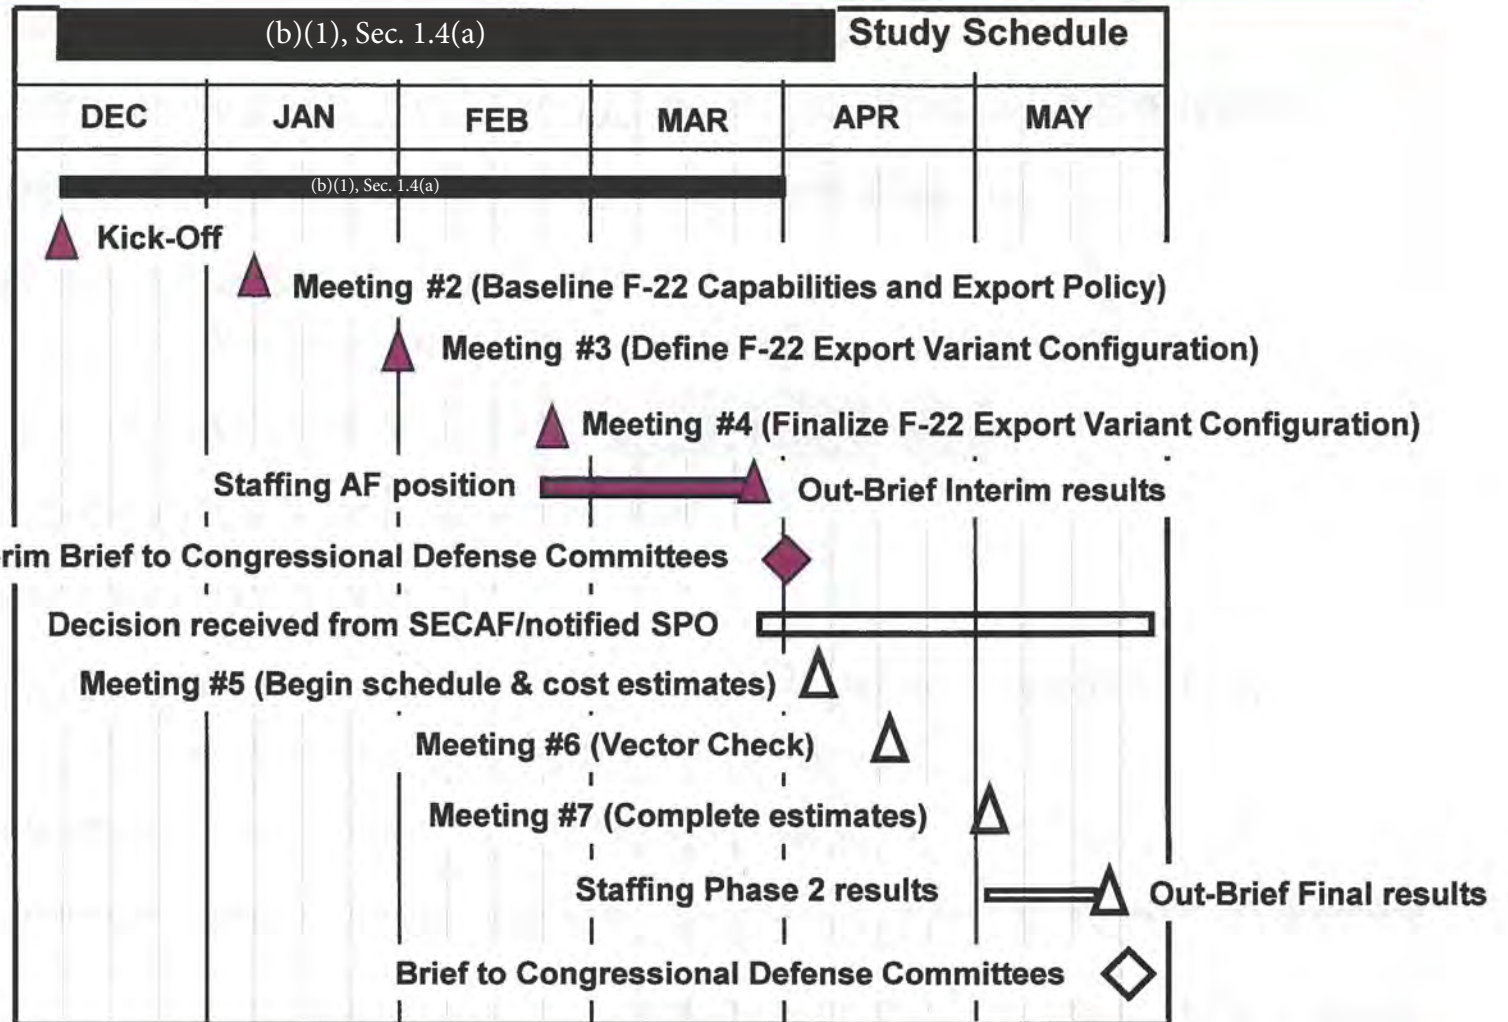 (b)(1), Sec. 1.4(a) Study Schedule
DEC JAN FEB MAR APR MAY
(b)(1), Sec. 1.4(a)
Kick-Off
Meeting #2 (Baseline F-22 Capabilities and Export Policy)
Meeting #3 (Define F-22 Export Variant Configuration)
Meeting #4 (Finalize F-22 Export Variant Configuration)
Staffing AF position Out-Brief Interim results
rim Brief to Congressional Defense Committees
Decision received from SECAF/notified SPO
Meeting #5 (Begin schedule & cost estimates)
Meeting #6 (Vector Check)
Meeting #7 (Complete estimates)
Staffing Phase 2 results Out-Brief Final results
Brief to Congressional Defense Committees